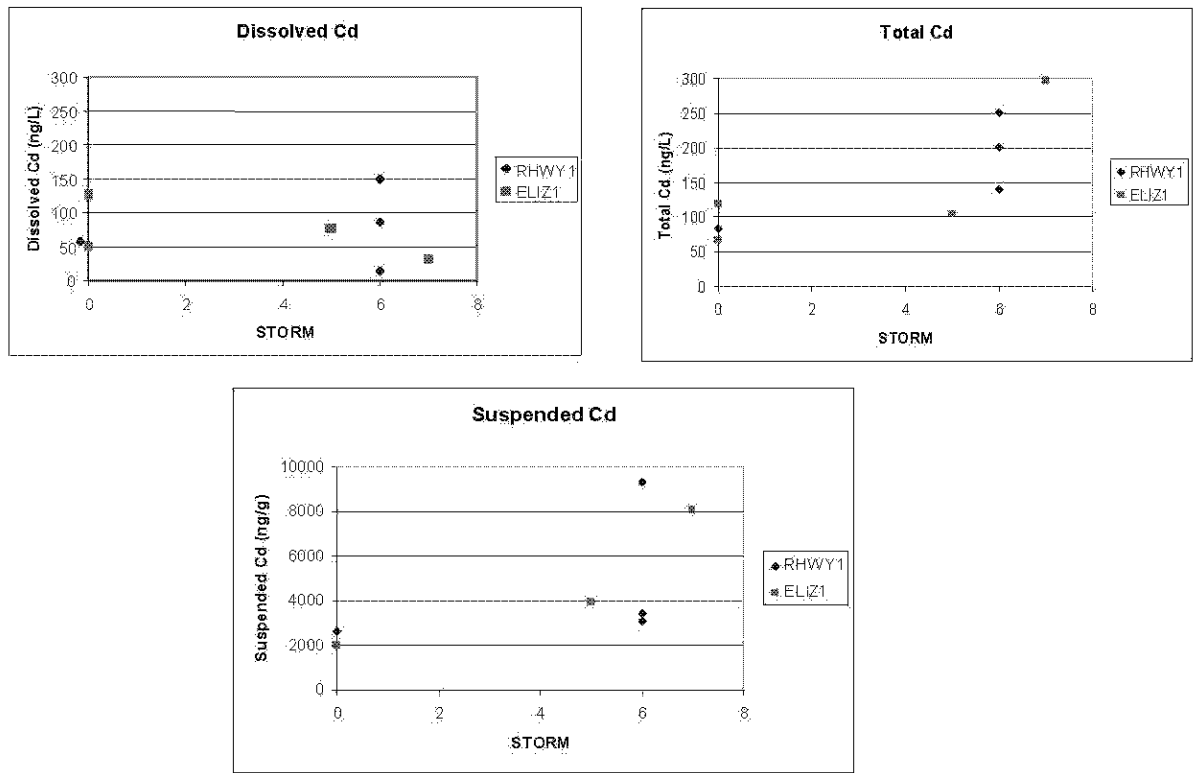 Dissolved Cd
Dissolved Cd (ng/L)
300
250
200
150
100
50
0
0 2 4 6 8
STORM
RHWY1
ELIZ1
Total Cd
Total Cd (ng/L)
300
250
200
150
100
50
0
0 2 4 6 8
STORM
RHWY1
ELIZ1
Suspended Cd
Suspended Cd (ng/g)
10000
8000
6000
4000
2000
0
0 2 4 6 8
STORM
RHWY1
ELIZ1